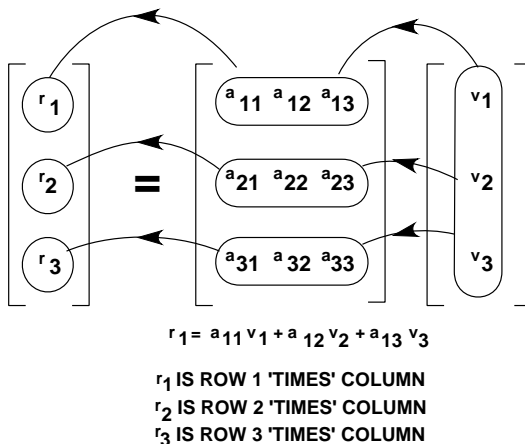 r1 a11 a12 a13 v1
r2 = a21 a22 a23 v2
r3 a31 a32 a33 v3
r1 = a11 v1 + a12 v2 + a13 v3
r1 IS ROW 1 'TIMES' COLUMN
r2 IS ROW 2 'TIMES' COLUMN
r3 IS ROW 3 'TIMES' COLUMN